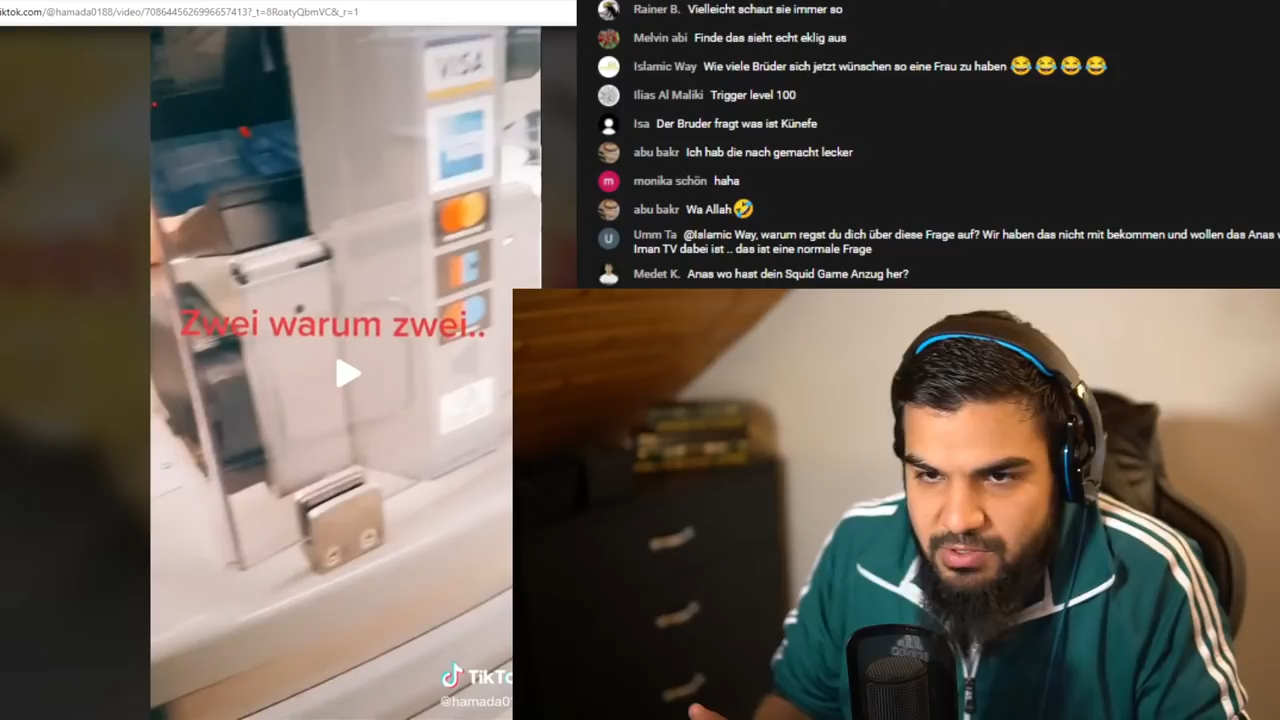 iktok.com/@hamada0188/video/7086445626996657413?_t=8RoatyQbmVC&_r=1
Rainer B. Vielleicht schaut sie immer so
Melvin abi Finde das sieht echt eklig aus
Islamic Way Wie viele Brüder sich jetzt wünschen so eine Frau zu haben 😂😂😂😂
Ilias Al Maliki Trigger level 100
Isa Der Bruder fragt was ist Künefe
abu bakr Ich hab die nach gemacht lecker
m monika schön haha
abu bakr Wa Allah🤣
U Umm Ta @Islamic Way, warum regst du dich über diese Frage auf? Wir haben das nicht mit bekommen und wollen das Anas
Iman TV dabei ist .. das ist eine normale Frage
Medet K. Anas wo hast dein Squid Game Anzug her?
VISA
Zwei warum zwei..
TikTo
@hamada0
adidas